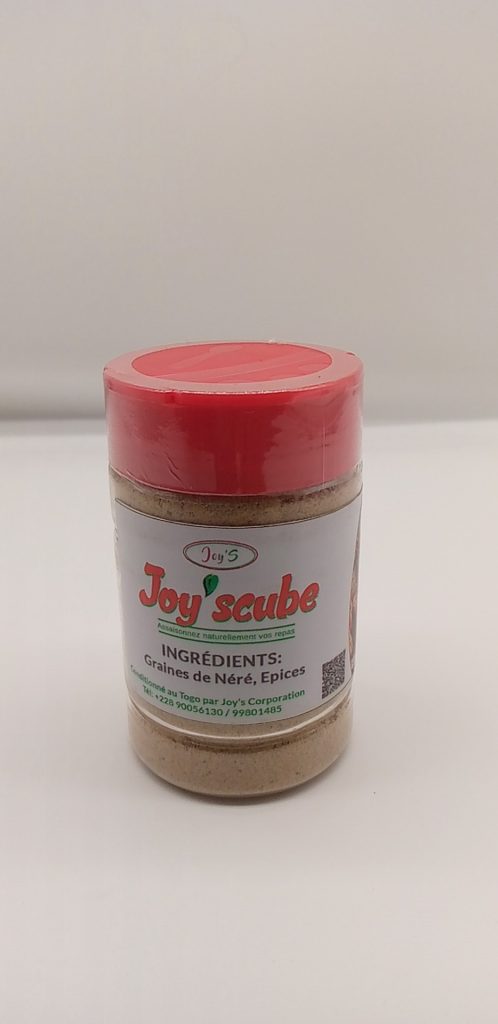 Joy'S
Joy'scube
Assaisonnez naturellement vos repas
INGRÉDIENTS:
Graines de Néré, Epices
Conditionné au Togo par Joy's Corporation
Tél: +228 90056130 / 99801485